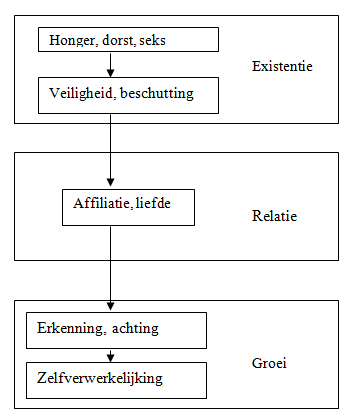 Honger, dorst, seks
Existentie
Veiligheid, beschutting
Affiliatie, liefde
Relatie
Erkenning, achting
Groei
Zelfverwerkelijking